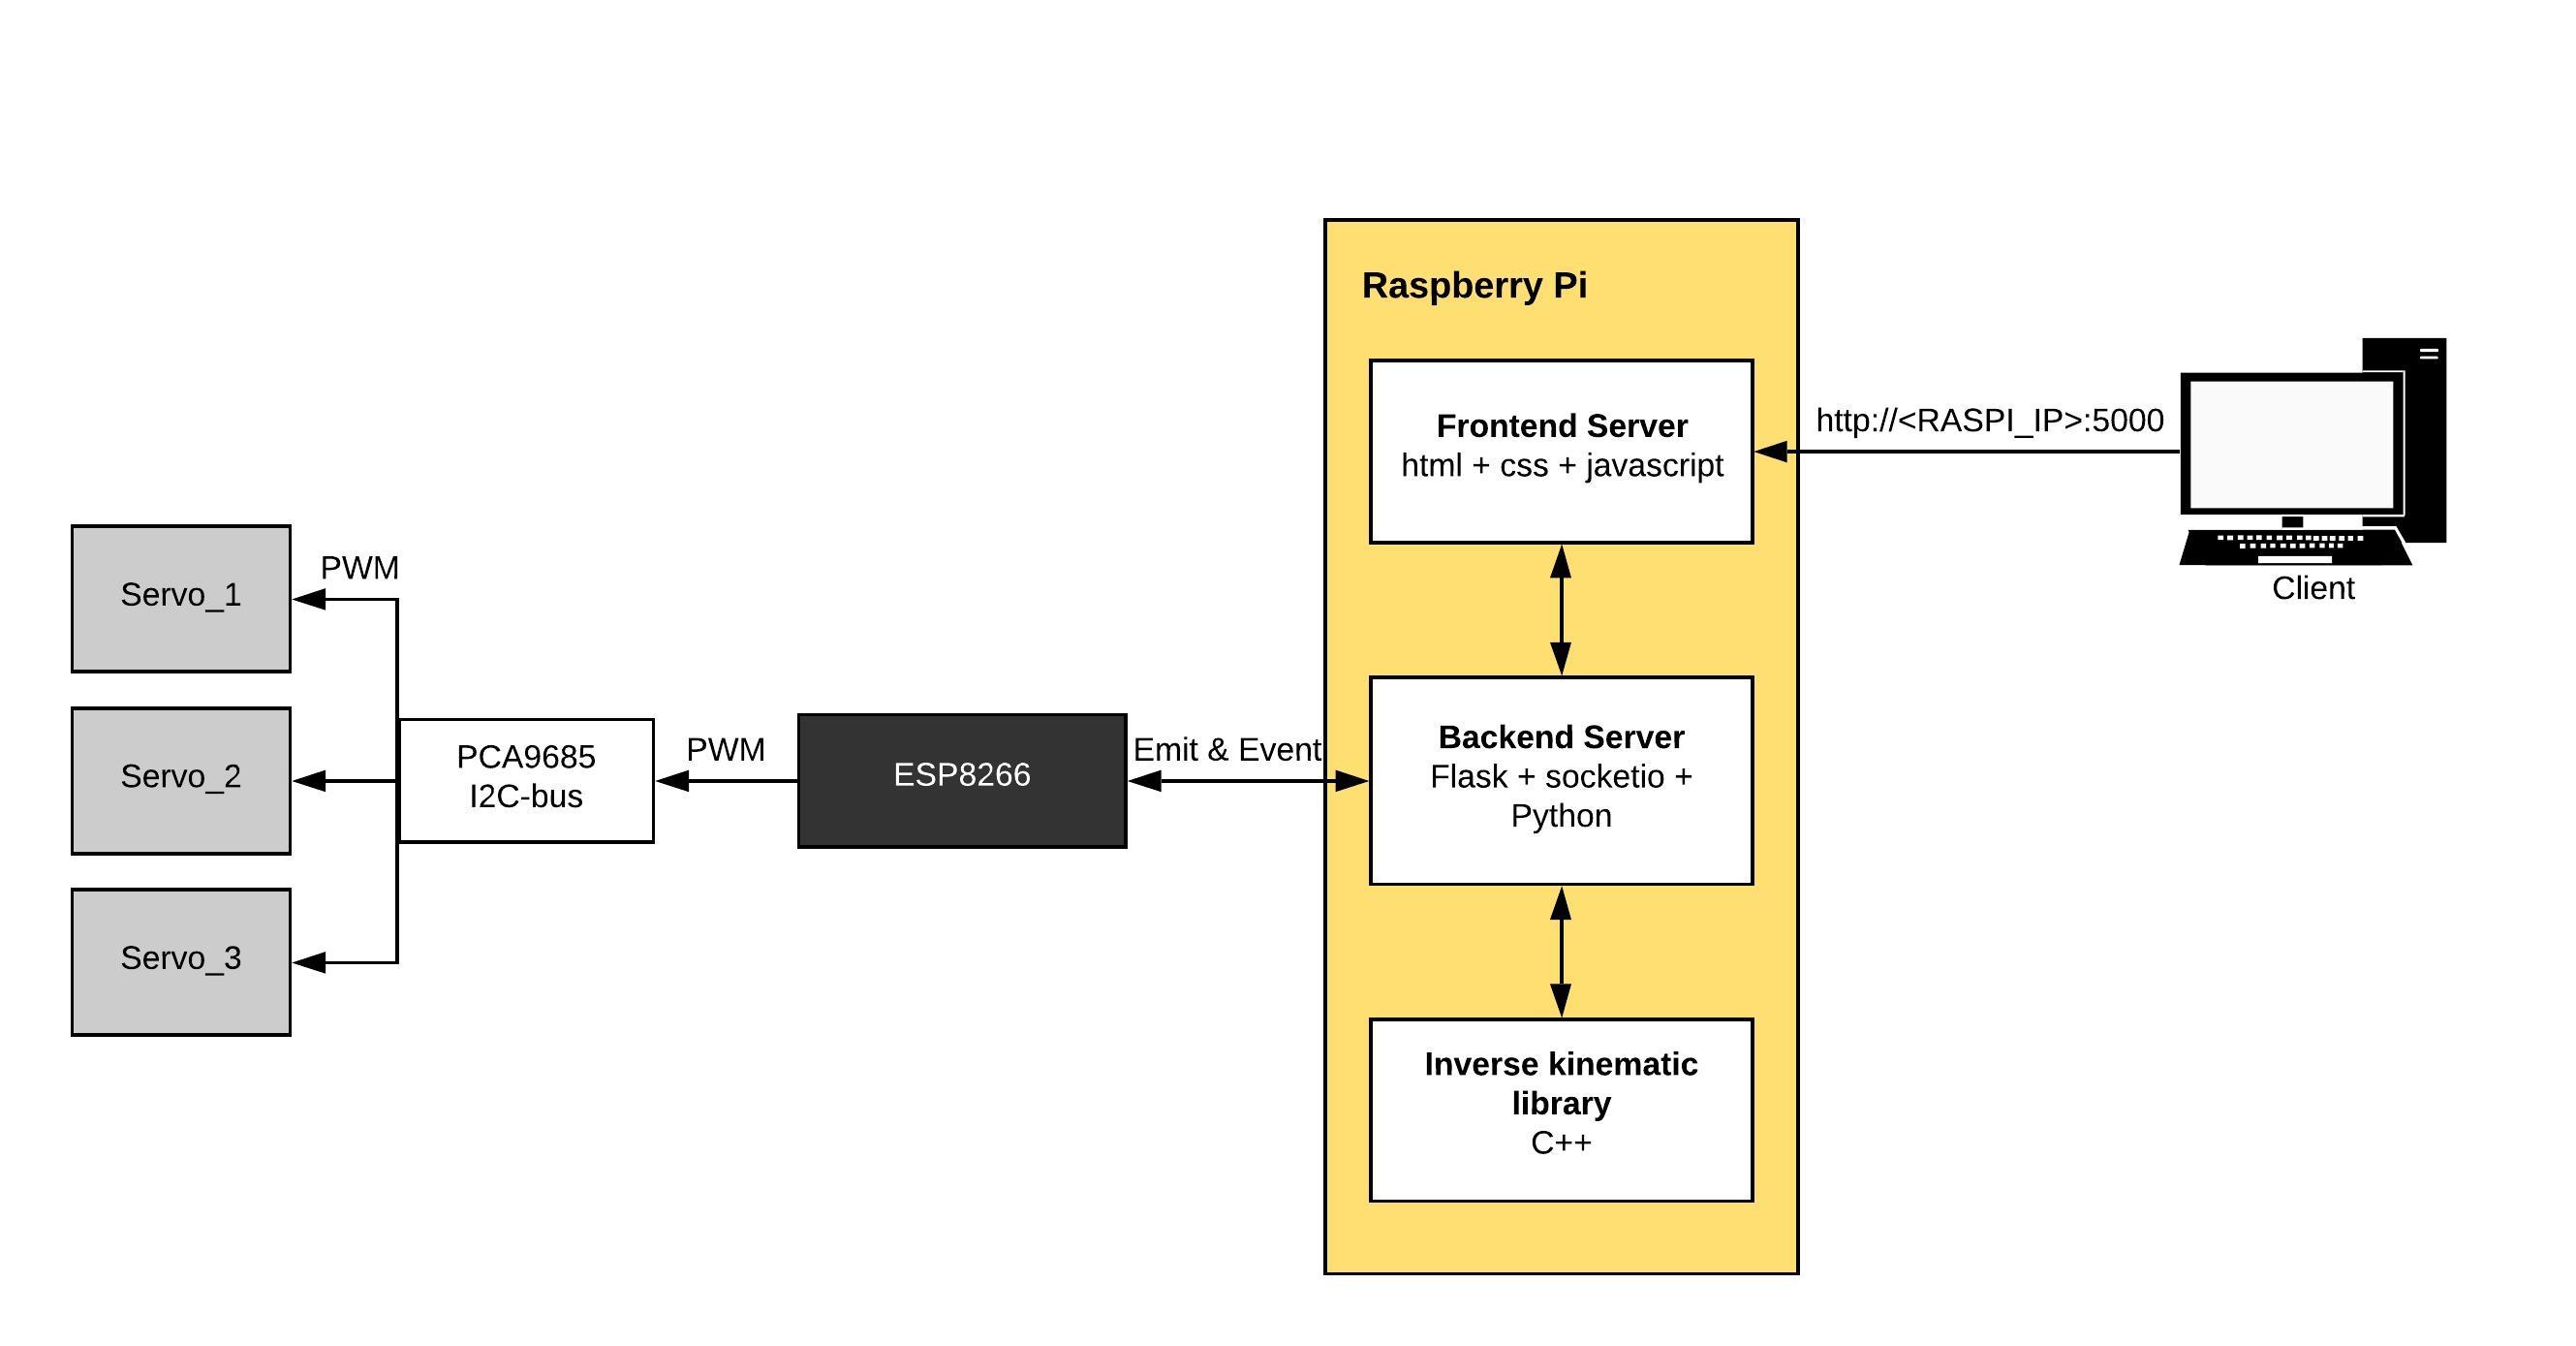 Raspberry Pi
Frontend Server
html + css + javascript
http://<RASPI_IP>:5000
Client
Servo_1
PWM
Servo_2
PCA9685
I2C-bus
PWM
ESP8266
Emit & Event
Backend Server
Flask + socketio +
Python
Servo_3
Inverse kinematic
library
C++